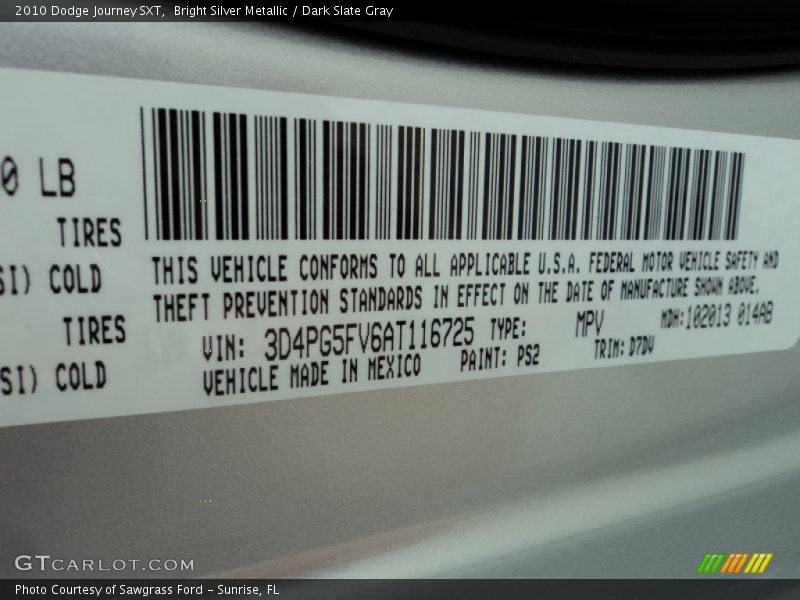 2010 Dodge Journey SXT, Bright Silver Metallic / Dark Slate Gray
0 LB
TIRES
SI) COLD
TIRES
SI) COLD
THIS VEHICLE CONFORMS TO ALL APPLICABLE U.S.A. FEDERAL MOTOR VEHICLE SAFETY AND
THEFT PREVENTION STANDARDS IN EFFECT ON THE DATE OF MANUFACTURE SHOWN ABOVE.
VIN: 3D4PG5FV6AT116725 TYPE: MPV MDH:102013 014AB
VEHICLE MADE IN MEXICO PAINT: PS2 TRIM: D7DV
GTCARLOT.COM
Photo Courtesy of Sawgrass Ford - Sunrise, FL